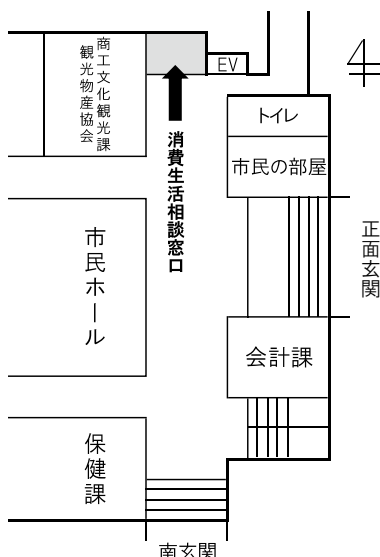 商工文化観光課
観光物産協会
EV
消費生活相談窓口
トイレ
市民の部屋
正面玄関
市民ホール
会計課
保健課
南玄関